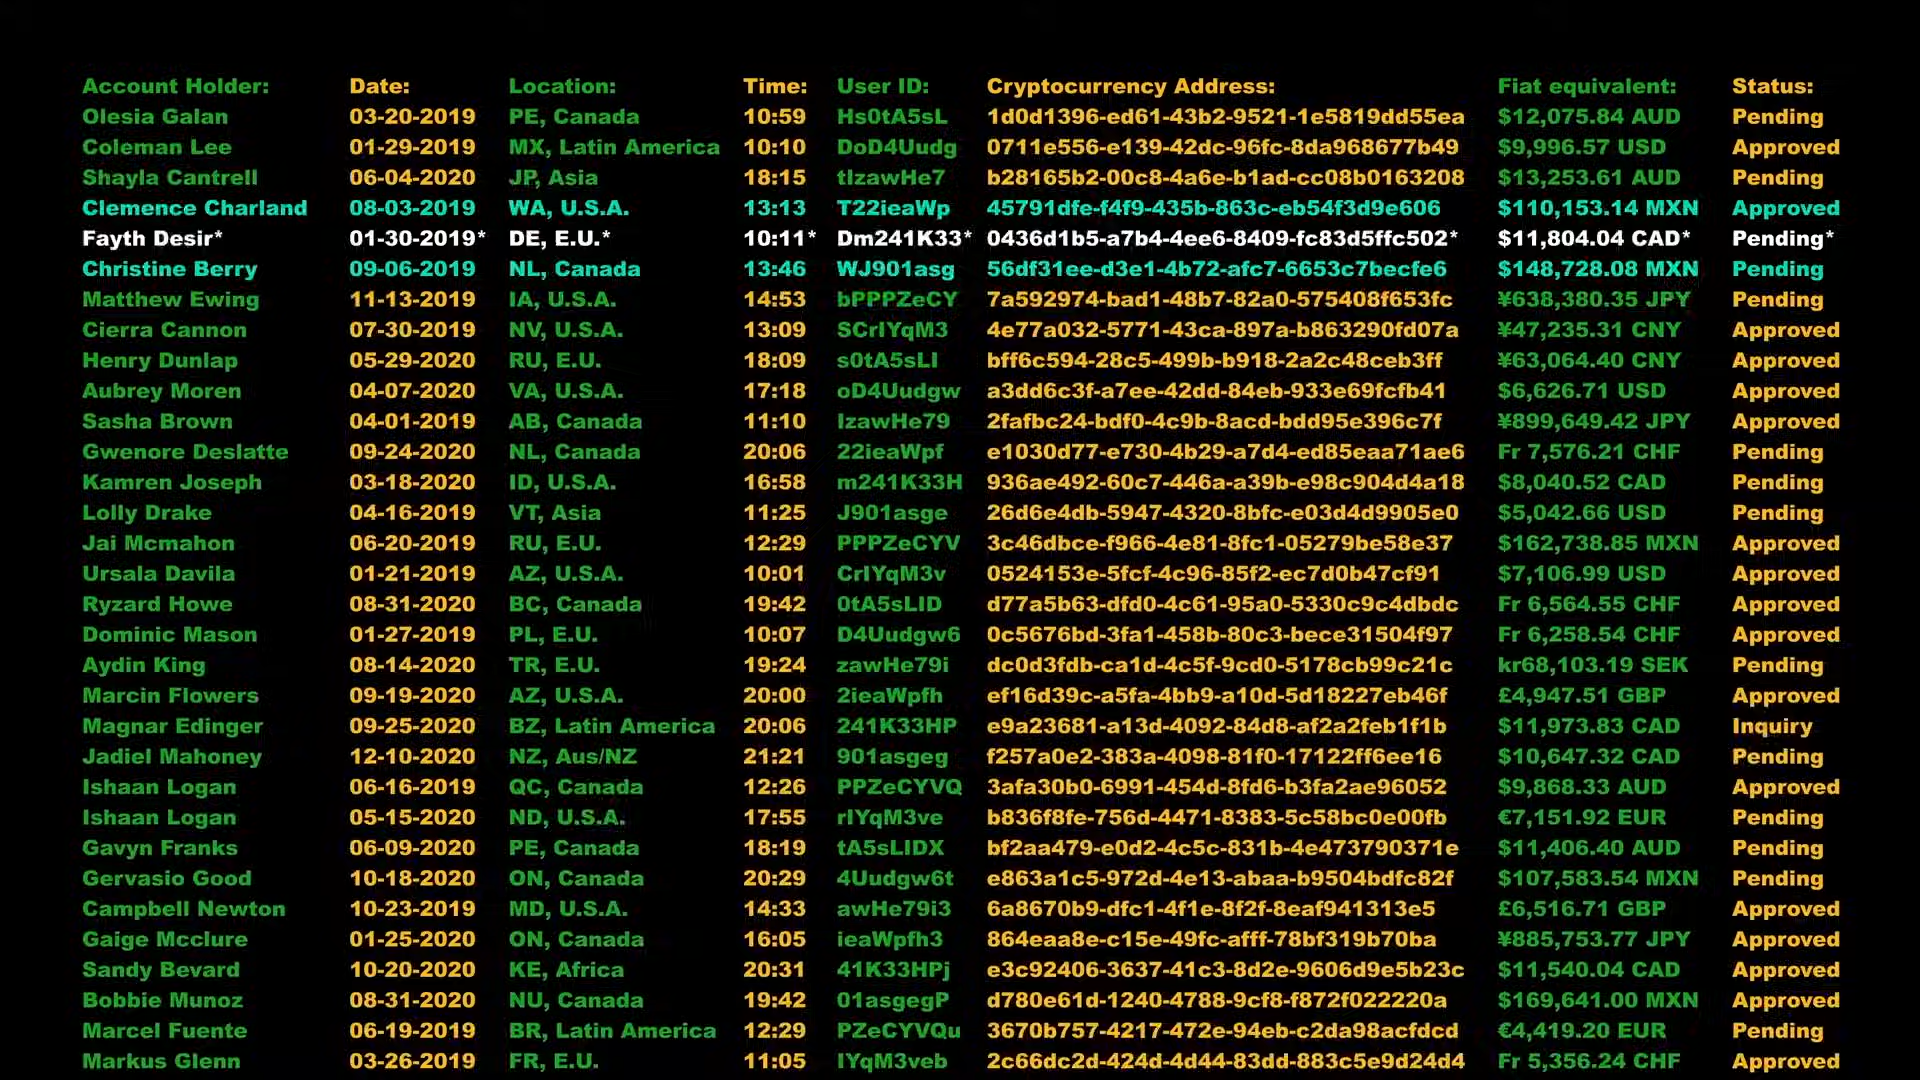 Account Holder: Date: Location: Time: User ID: Cryptocurrency Address: Fiat equivalent: Status:
Olesia Galan 03-20-2019 PE, Canada 10:59 Hs0tA5sL 1d0d1396-ed61-43b2-9521-1e5819dd55ea $12,075.84 AUD Pending
Coleman Lee 01-29-2019 MX, Latin America 10:10 DoD4Uudg 0711e556-e139-42dc-96fc-8da968677b49 $9,996.57 USD Approved
Shayla Cantrell 06-04-2020 JP, Asia 18:15 tIzawHe7 b28165b2-00c8-4a6e-b1ad-cc08b0163208 $13,253.61 AUD Pending
Clemence Charland 08-03-2019 WA, U.S.A. 13:13 T22ieaWp 45791dfe-f4f9-435b-863c-eb54f3d9e606 $110,153.14 MXN Approved
Fayth Desir* 01-30-2019* DE, E.U.* 10:11* Dm241K33* 0436d1b5-a7b4-4ee6-8409-fc83d5ffc502* $11,804.04 CAD* Pending*
Christine Berry 09-06-2019 NL, Canada 13:46 WJ901asg 56df31ee-d3e1-4b72-afc7-6653c7becfe6 $148,728.08 MXN Pending
Matthew Ewing 11-13-2019 IA, U.S.A. 14:53 bPPPZeCY 7a592974-bad1-48b7-82a0-575408f653fc ¥638,380.35 JPY Pending
Cierra Cannon 07-30-2019 NV, U.S.A. 13:09 SCrIYqM3 4e77a032-5771-43ca-897a-b863290fd07a ¥47,235.31 CNY Approved
Henry Dunlap 05-29-2020 RU, E.U. 18:09 s0tA5sLI bff6c594-28c5-499b-b918-2a2c48ceb3ff ¥63,064.40 CNY Approved
Aubrey Moren 04-07-2020 VA, U.S.A. 17:18 oD4Uudgw a3dd6c3f-a7ee-42dd-84eb-933e69fcfb41 $6,626.71 USD Approved
Sasha Brown 04-01-2019 AB, Canada 11:10 IzawHe79 2fafbc24-bdf0-4c9b-8acd-bdd95e396c7f ¥899,649.42 JPY Approved
Gwenore Deslatte 09-24-2020 NL, Canada 20:06 22ieaWpf e1030d77-e730-4b29-a7d4-ed85eaa71ae6 Fr 7,576.21 CHF Pending
Kamren Joseph 03-18-2020 ID, U.S.A. 16:58 m241K33H 936ae492-60c7-446a-a39b-e98c904d4a18 $8,040.52 CAD Pending
Lolly Drake 04-16-2019 VT, Asia 11:25 J901asge 26d6e4db-5947-4320-8bfc-e03d4d9905e0 $5,042.66 USD Pending
Jai Mcmahon 06-20-2019 RU, E.U. 12:29 PPPZeCYV 3c46dbce-f966-4e81-8fc1-05279be58e37 $162,738.85 MXN Approved
Ursala Davila 01-21-2019 AZ, U.S.A. 10:01 CrIYqM3v 0524153e-5fcf-4c96-85f2-ec7d0b47cf91 $7,106.99 USD Approved
Ryzard Howe 08-31-2020 BC, Canada 19:42 0tA5sLID d77a5b63-dfd0-4c61-95a0-5330c9c4dbdc Fr 6,564.55 CHF Approved
Dominic Mason 01-27-2019 PL, E.U. 10:07 D4Uudgw6 0c5676bd-3fa1-458b-80c3-bece31504f97 Fr 6,258.54 CHF Approved
Aydin King 08-14-2020 TR, E.U. 19:24 zawHe79i dc0d3fdb-ca1d-4c5f-9cd0-5178cb99c21c kr68,103.19 SEK Pending
Marcin Flowers 09-19-2020 AZ, U.S.A. 20:00 2ieaWpfh ef16d39c-a5fa-4bb9-a10d-5d18227eb46f £4,947.51 GBP Approved
Magnar Edinger 09-25-2020 BZ, Latin America 20:06 241K33HP e9a23681-a13d-4092-84d8-af2a2feb1f1b $11,973.83 CAD Inquiry
Jadiel Mahoney 12-10-2020 NZ, Aus/NZ 21:21 901asgeg f257a0e2-383a-4098-81f0-17122ff6ee16 $10,647.32 CAD Pending
Ishaan Logan 06-16-2019 QC, Canada 12:26 PPZeCYVQ 3afa30b0-6991-454d-8fd6-b3fa2ae96052 $9,868.33 AUD Approved
Ishaan Logan 05-15-2020 ND, U.S.A. 17:55 rIYqM3ve b836f8fe-756d-4471-8383-5c58bc0e00fb €7,151.92 EUR Pending
Gavyn Franks 06-09-2020 PE, Canada 18:19 tA5sLIDX bf2aa479-e0d2-4c5c-831b-4e473790371e $11,406.40 AUD Pending
Gervasio Good 10-18-2020 ON, Canada 20:29 4Uudgw6t e863a1c5-972d-4e13-abaa-b9504bdfc82f $107,583.54 MXN Pending
Campbell Newton 10-23-2019 MD, U.S.A. 14:33 awHe79i3 6a8670b9-dfc1-4f1e-8f2f-8eaf941313e5 £6,516.71 GBP Approved
Gaige Mcclure 01-25-2020 ON, Canada 16:05 ieaWpfh3 864eaa8e-c15e-49fc-afff-78bf319b70ba ¥885,753.77 JPY Approved
Sandy Bevard 10-20-2020 KE, Africa 20:31 41K33HPj e3c92406-3637-41c3-8d2e-9606d9e5b23c $11,540.04 CAD Approved
Bobbie Munoz 08-31-2020 NU, Canada 19:42 01asgegP d780e61d-1240-4788-9cf8-f872f022220a $169,641.00 MXN Approved
Marcel Fuente 06-19-2019 BR, Latin America 12:29 PZeCYVQu 3670b757-4217-472e-94eb-c2da98acfdcd €4,419.20 EUR Pending
Markus Glenn 03-26-2019 FR, E.U. 11:05 IYqM3veb 2c66dc2d-424d-4d44-83dd-883c5e9d24d4 Fr 5,356.24 CHF Approved